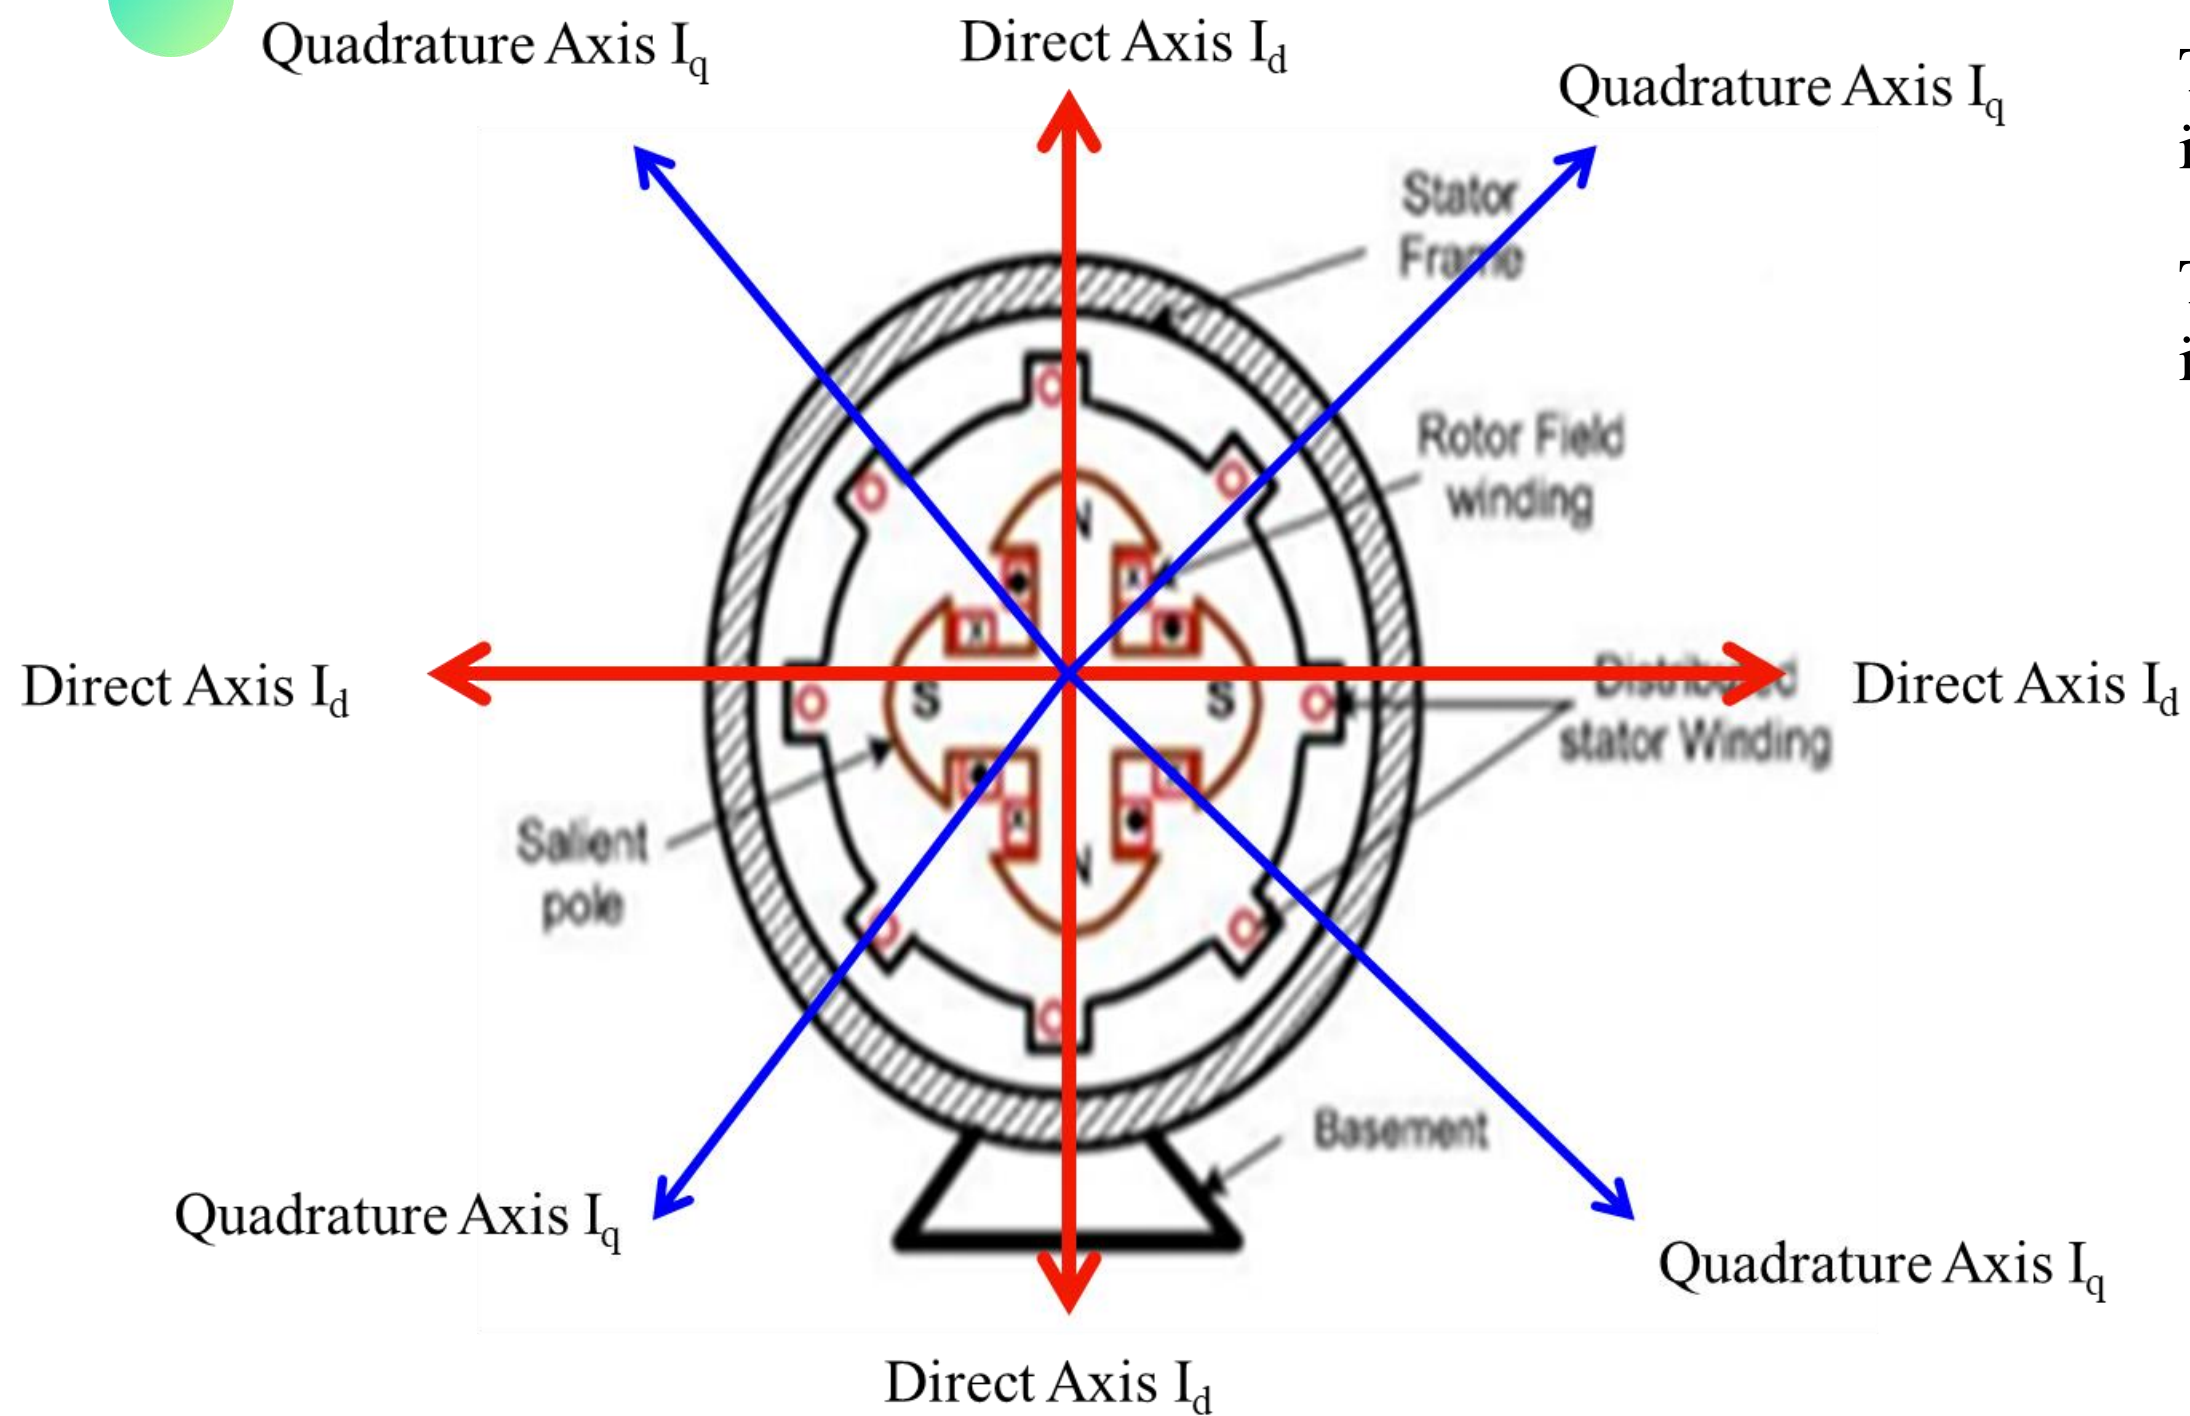 Quadrature Axis Iq
Direct Axis Id
Quadrature Axis Iq
Stator
Frame
Rotor Field
winding
N
Direct Axis Id
S
S
Distributed
stator Winding
Direct Axis Id
Salient
pole
N
Basement
Quadrature Axis Iq
Quadrature Axis Iq
Direct Axis Id